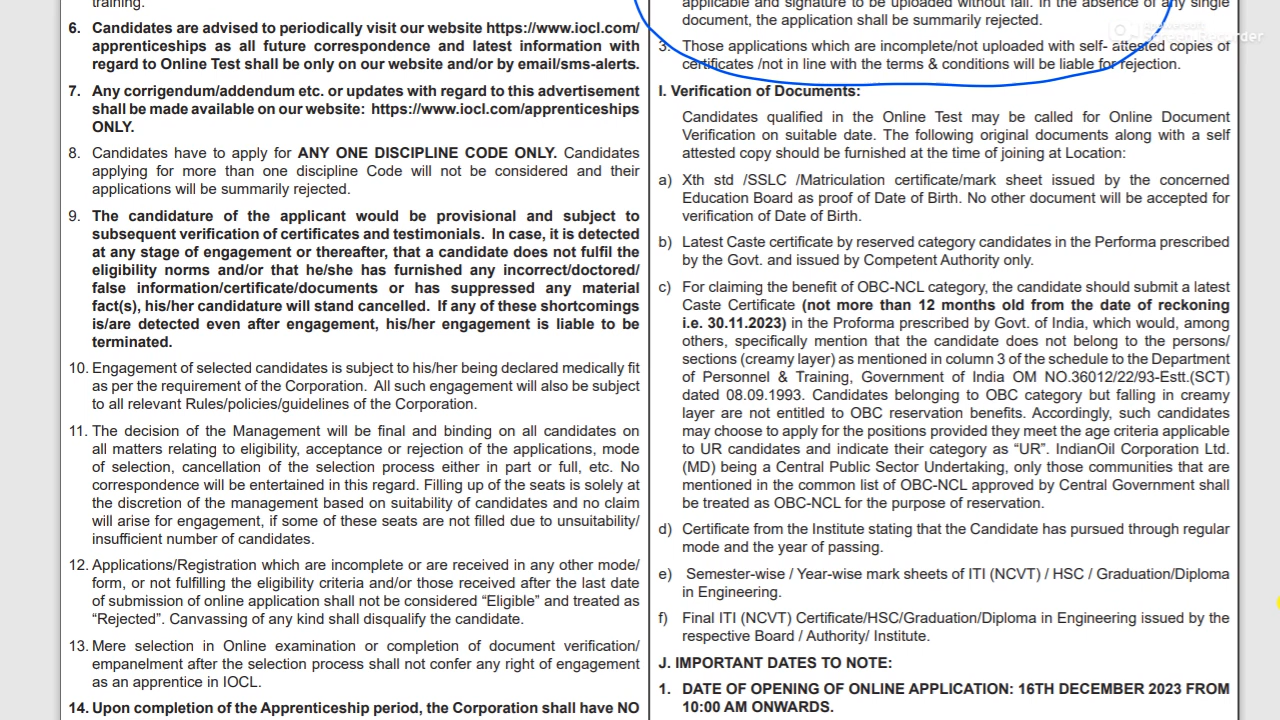 training.
6. Candidates are advised to periodically visit our website https://www.iocl.com/
apprenticeships as all future correspondence and latest information with
regard to Online Test shall be only on our website and/or by email/sms-alerts.
7. Any corrigendum/addendum etc. or updates with regard to this advertisement
shall be made available on our website: https://www.iocl.com/apprenticeships
ONLY.
8. Candidates have to apply for ANY ONE DISCIPLINE CODE ONLY. Candidates
applying for more than one discipline Code will not be considered and their
applications will be summarily rejected.
9. The candidature of the applicant would be provisional and subject to
subsequent verification of certificates and testimonials. In case, it is detected
at any stage of engagement or thereafter, that a candidate does not fulfil the
eligibility norms and/or that he/she has furnished any incorrect/doctored/
false information/certificate/documents or has suppressed any material
fact(s), his/her candidature will stand cancelled. If any of these shortcomings
is/are detected even after engagement, his/her engagement is liable to be
terminated.
10. Engagement of selected candidates is subject to his/her being declared medically fit
as per the requirement of the Corporation. All such engagement will also be subject
to all relevant Rules/policies/guidelines of the Corporation.
11. The decision of the Management will be final and binding on all candidates on
all matters relating to eligibility, acceptance or rejection of the applications, mode
of selection, cancellation of the selection process either in part or full, etc. No
correspondence will be entertained in this regard. Filling up of the seats is solely at
the discretion of the management based on suitability of candidates and no claim
will arise for engagement, if some of these seats are not filled due to unsuitability/
insufficient number of candidates.
12. Applications/Registration which are incomplete or are received in any other mode/
form, or not fulfilling the eligibility criteria and/or those received after the last date
of submission of online application shall not be considered “Eligible” and treated as
“Rejected”. Canvassing of any kind shall disqualify the candidate.
13. Mere selection in Online examination or completion of document verification/
empanelment after the selection process shall not confer any right of engagement
as an apprentice in IOCL.
14. Upon completion of the Apprenticeship period, the Corporation shall have NO
applicable and signature to be uploaded without fail. In the absence of any single
document, the application shall be summarily rejected.
3. Those applications which are incomplete/not uploaded with self- attested copies of
certificates /not in line with the terms & conditions will be liable for rejection.
I. Verification of Documents:
Candidates qualified in the Online Test may be called for Online Document
Verification on suitable date. The following original documents along with a self
attested copy should be furnished at the time of joining at Location:
a) Xth std /SSLC /Matriculation certificate/mark sheet issued by the concerned
Education Board as proof of Date of Birth. No other document will be accepted for
verification of Date of Birth.
b) Latest Caste certificate by reserved category candidates in the Performa prescribed
by the Govt. and issued by Competent Authority only.
c) For claiming the benefit of OBC-NCL category, the candidate should submit a latest
Caste Certificate (not more than 12 months old from the date of reckoning
i.e. 30.11.2023) in the Proforma prescribed by Govt. of India, which would, among
others, specifically mention that the candidate does not belong to the persons/
sections (creamy layer) as mentioned in column 3 of the schedule to the Department
of Personnel & Training, Government of India OM NO.36012/22/93-Estt.(SCT)
dated 08.09.1993. Candidates belonging to OBC category but falling in creamy
layer are not entitled to OBC reservation benefits. Accordingly, such candidates
may choose to apply for the positions provided they meet the age criteria applicable
to UR candidates and indicate their category as “UR”. IndianOil Corporation Ltd.
(MD) being a Central Public Sector Undertaking, only those communities that are
mentioned in the common list of OBC-NCL approved by Central Government shall
be treated as OBC-NCL for the purpose of reservation.
d) Certificate from the Institute stating that the Candidate has pursued through regular
mode and the year of passing.
e) Semester-wise / Year-wise mark sheets of ITI (NCVT) / HSC / Graduation/Diploma
in Engineering.
f) Final ITI (NCVT) Certificate/HSC/Graduation/Diploma in Engineering issued by the
respective Board / Authority/ Institute.
J. IMPORTANT DATES TO NOTE:
1. DATE OF OPENING OF ONLINE APPLICATION: 16TH DECEMBER 2023 FROM
10:00 AM ONWARDS.
Screen Recorder